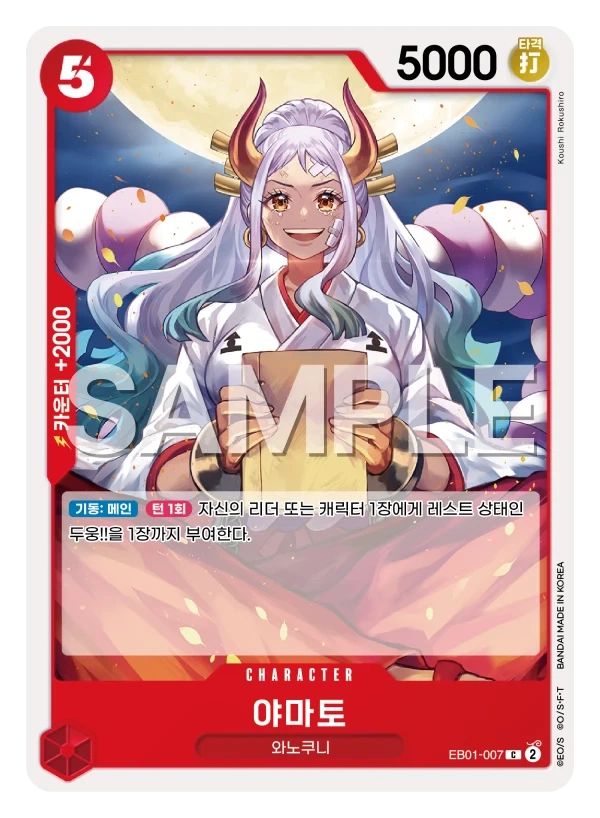 5
5000
타격
打
Koushi Rokushiro
카운터 +2000
SAMPLE
기동: 메인 턴 1회 자신의 리더 또는 캐릭터 1장에게 레스트 상태인
두웅!!을 1장까지 부여한다.
CHARACTER
야마토
와노쿠니
EB01-007 C 2
©EO/S ©O/S·F·T BANDAI MADE IN KOREA